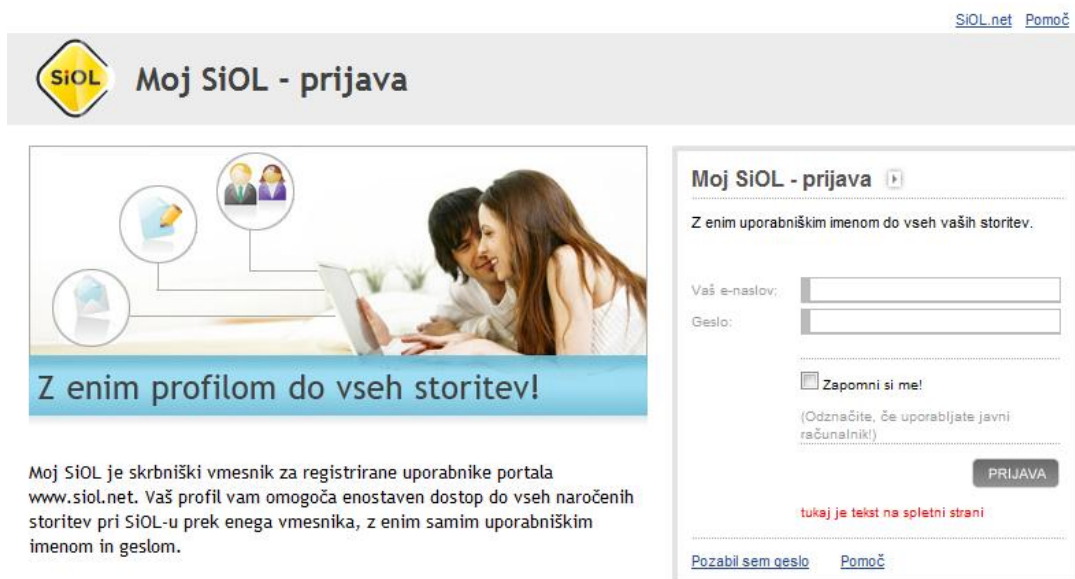 SiOL.net Pomoč
SiOL
Moj SiOL - prijava
Z enim profilom do vseh storitev!
Moj SiOL je skrbniški vmesnik za registrirane uporabnike portala
www.siol.net. Vaš profil vam omogoča enostaven dostop do vseh naročenih
storitev pri SiOL-u prek enega vmesnika, z enim samim uporabniškim
imenom in geslom.
Moj SiOL - prijava
Z enim uporabniškim imenom do vseh vaših storitev.
Vaš e-naslov:
Geslo:
Zapomni si me!
(Odznačite, če uporabljate javni
računalnik!)
PRIJAVA
tukaj je tekst na spletni strani
Pozabil sem geslo Pomoč